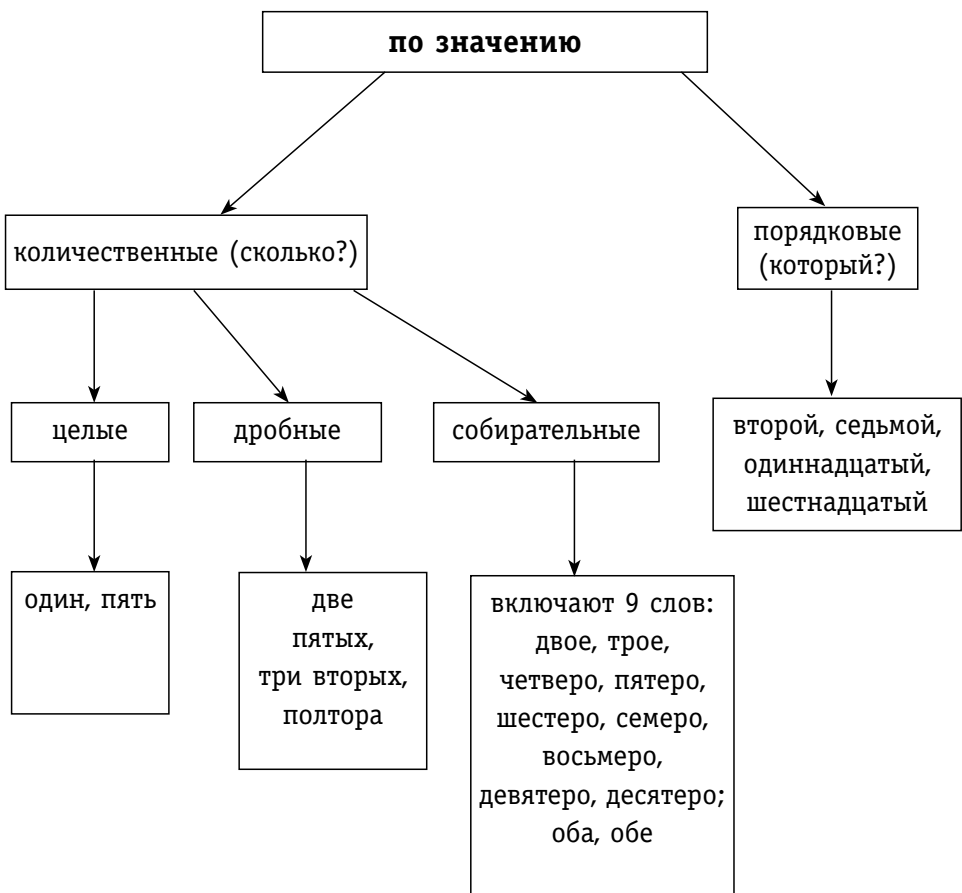 по значению
количественные (сколько?)
порядковые
(который?)
целые
дробные
собирательные
второй, седьмой,
одиннадцатый,
шестнадцатый
один, пять
две
пятых,
три вторых,
полтора
включают 9 слов:
двое, трое,
четверо, пятеро,
шестеро, семеро,
восьмеро,
девятеро, десятеро;
оба, обе